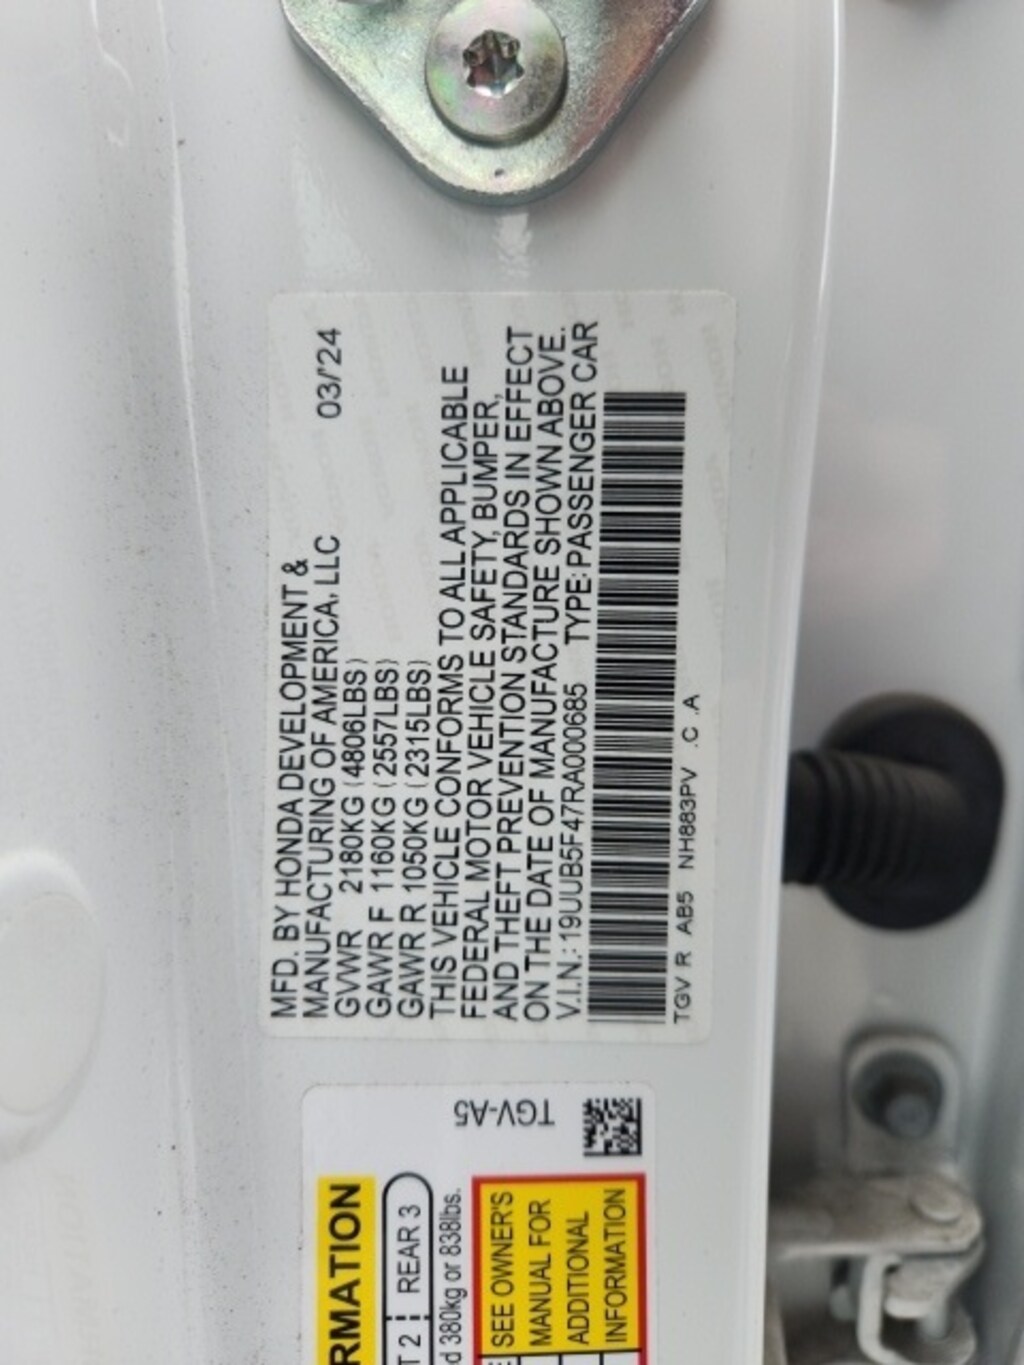 MFD. BY HONDA DEVELOPMENT &
MANUFACTURING OF AMERICA, LLC 03/'24
GVWR 2180KG (4806LBS)
GAWR F 1160KG (2557LBS)
GAWR R 1050KG (2315LBS)
THIS VEHICLE CONFORMS TO ALL APPLICABLE
FEDERAL MOTOR VEHICLE SAFETY, BUMPER,
AND THEFT PREVENTION STANDARDS IN EFFECT
ON THE DATE OF MANUFACTURE SHOWN ABOVE.
V.I.N.: 19UUB5F47RA000685 TYPE: PASSENGER CAR
TGV R AB5 NH883PV .C .A
TGV-A5
RMATION
T 2 REAR 3
d 380kg or 838lbs.
SEE OWNER'S
MANUAL FOR
ADDITIONAL
INFORMATION